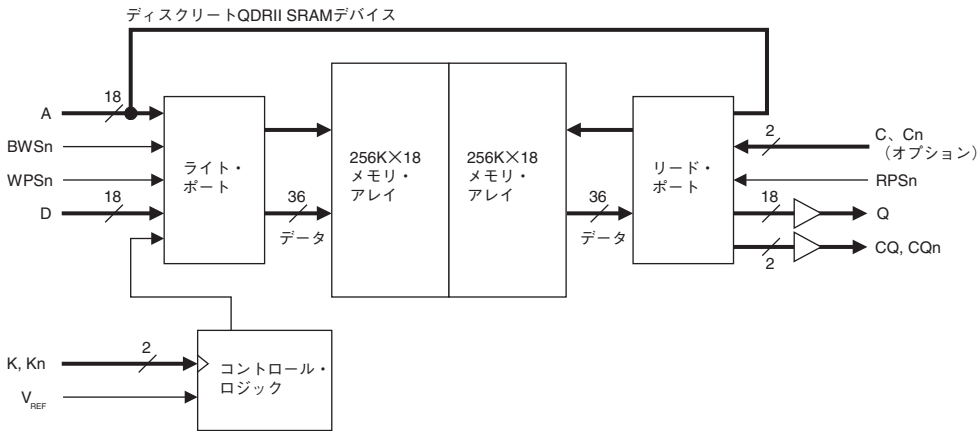 ディスクリートQDRII SRAMデバイス
A
18
BWSn
WPSn
D
18
ライト・
ポート
36
データ
256K×18
メモリ・
アレイ
256K×18
メモリ・
アレイ
36
データ
リード・
ポート
2
C、Cn
(オプション)
RPSn
18
Q
2
CQ, CQn
K, Kn
2
VREF
コントロール・
ロジック